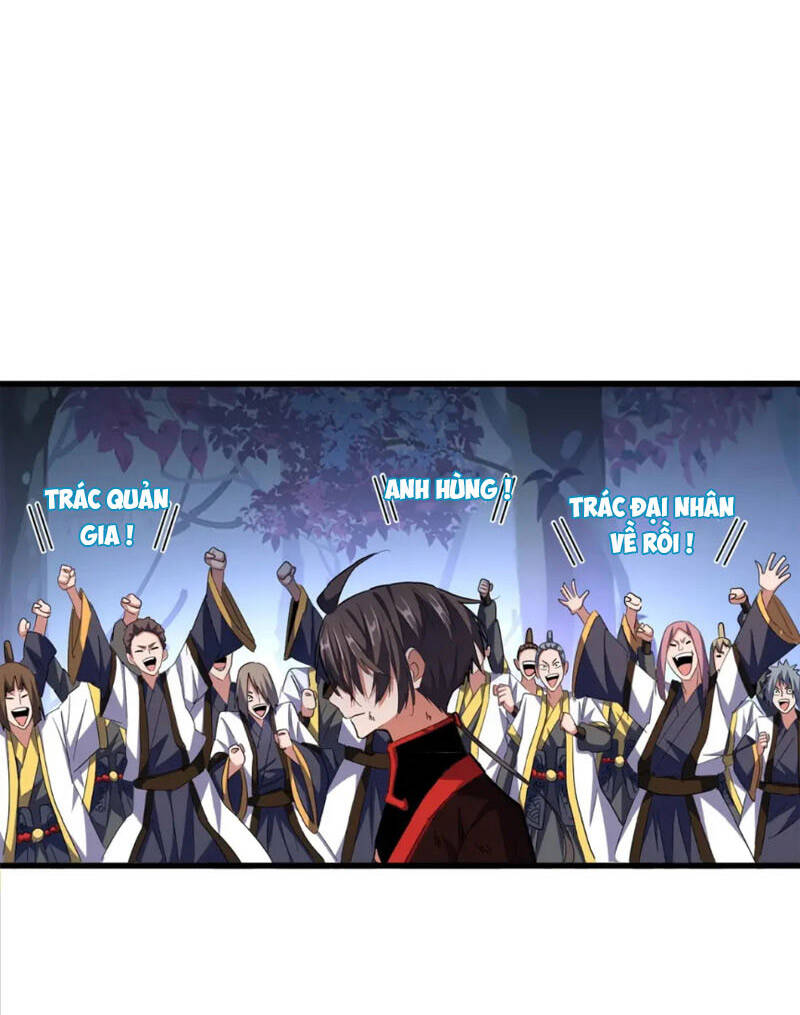 TRÁC QUẢN
GIA !
ANH HÙNG !
TRÁC ĐẠI NHÂN
VỀ RỒI !